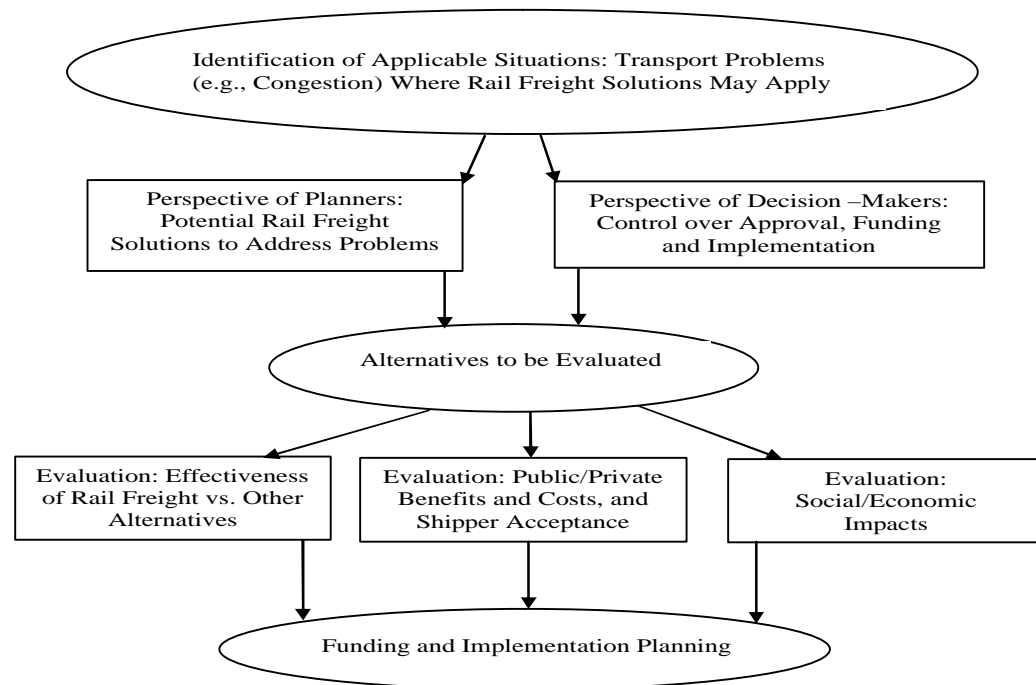 Identification of Applicable Situations: Transport Problems
(e.g., Congestion) Where Rail Freight Solutions May Apply
Perspective of Planners:
Potential Rail Freight
Solutions to Address Problems
Perspective of Decision –Makers:
Control over Approval, Funding
and Implementation
Alternatives to be Evaluated
Evaluation: Effectiveness
of Rail Freight vs. Other
Alternatives
Evaluation: Public/Private
Benefits and Costs, and
Shipper Acceptance
Evaluation:
Social/Economic
Impacts
Funding and Implementation Planning